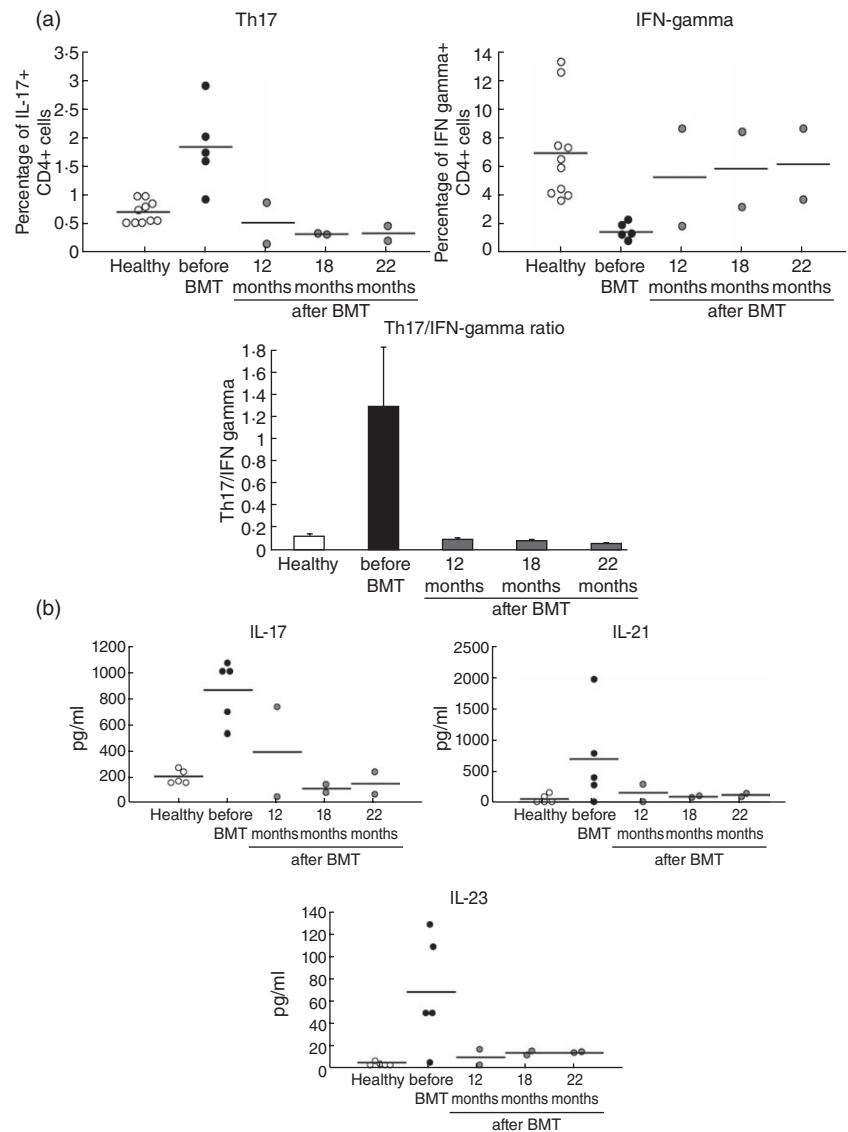 (a)
Th17
Percentage of IL-17+
CD4+ cells
3·5
3
2·5
2
1·5
1
0·5
0
Healthy before 12 18 22
BMT months months months
after BMT
IFN-gamma
Percentage of IFN gamma+
CD4+ cells
14
12
10
8
6
4
2
0
Healthy before 12 18 22
BMT months months months
after BMT
Th17/IFN-gamma ratio
Th17/IFN gamma
1·8
1·6
1·4
1·2
1
0·8
0·6
0·4
0·2
0
Healthy before 12 18 22
BMT months months months
after BMT
(b)
IL-17
pg/ml
1200
1000
800
600
400
200
0
Healthy before 12 18 22
BMT months months months
after BMT
IL-21
pg/ml
2500
2000
1500
1000
500
0
Healthy before 12 18 22
BMT months months months
after BMT
IL-23
pg/ml
140
120
100
80
60
40
20
0
Healthy before 12 18 22
BMT months months months
after BMT